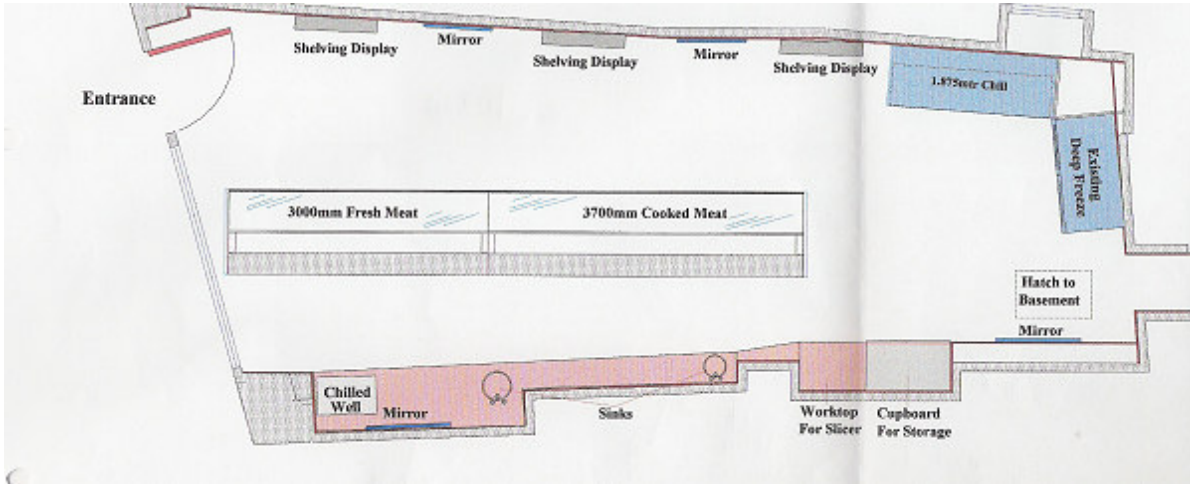 Shelving Display
Mirror
Shelving Display
Mirror
Shelving Display
1.875mtr Chill
Entrance
Existing
Deep Freeze
3000mm Fresh Meat
3700mm Cooked Meat
Hatch to
Basement
Mirror
Chilled
Well
Mirror
Sinks
Worktop
For Slicer
Cupboard
For Storage